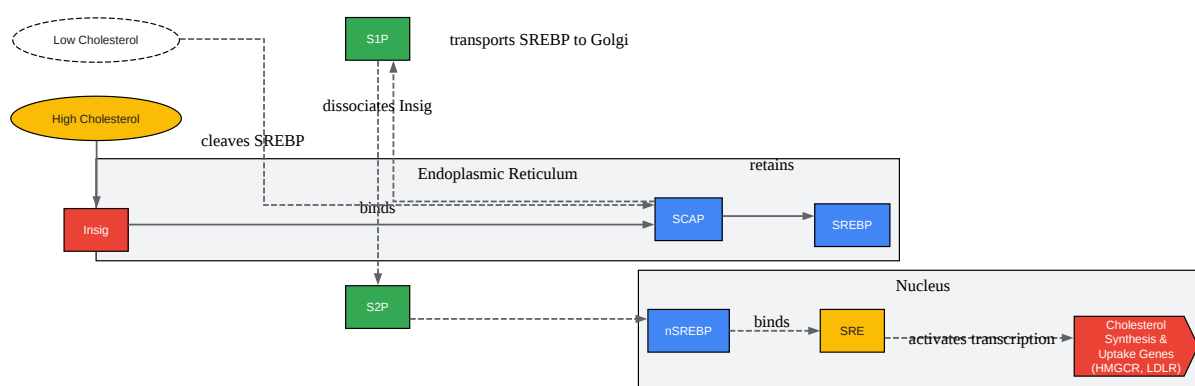 Low Cholesterol
S1P
transports SREBP to Golgi
High Cholesterol
dissociates Insig
cleaves SREBP
retains
Endoplasmic Reticulum
binds
Insig
SCAP
SREBP
Nucleus
S2P
nSREBP
binds
SRE
activates transcription
Cholesterol
Synthesis &
Uptake Genes
(HMGCR, LDLR)